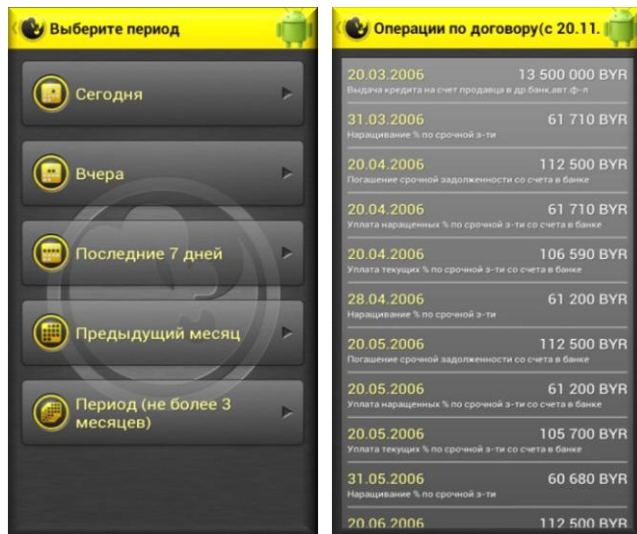 Выберите период
Сегодня
Вчера
Последние 7 дней
Предыдущий месяц
Период (не более 3
месяцев)
Операции по договору(с 20.11.
20.03.2006 13 500 000 BYR
Выдача кредита на счет продавца в др.банк,авт.ф-л
31.03.2006 61 710 BYR
Наращивание % по срочной з-ти
20.04.2006 112 500 BYR
Погашение срочной задолженности со счета в банке
20.04.2006 61 710 BYR
Уплата наращенных % по срочной з-ти со счета в банке
20.04.2006 106 590 BYR
Уплата текущих % по срочной з-ти со счета в банке
28.04.2006 61 200 BYR
Наращивание % по срочной з-ти
20.05.2006 112 500 BYR
Погашение срочной задолженности со счета в банке
20.05.2006 61 200 BYR
Уплата наращенных % по срочной з-ти со счета в банке
20.05.2006 105 700 BYR
Уплата текущих % по срочной з-ти со счета в банке
31.05.2006 60 680 BYR
Наращивание % по срочной з-ти
20.06.2006 112 500 BYR